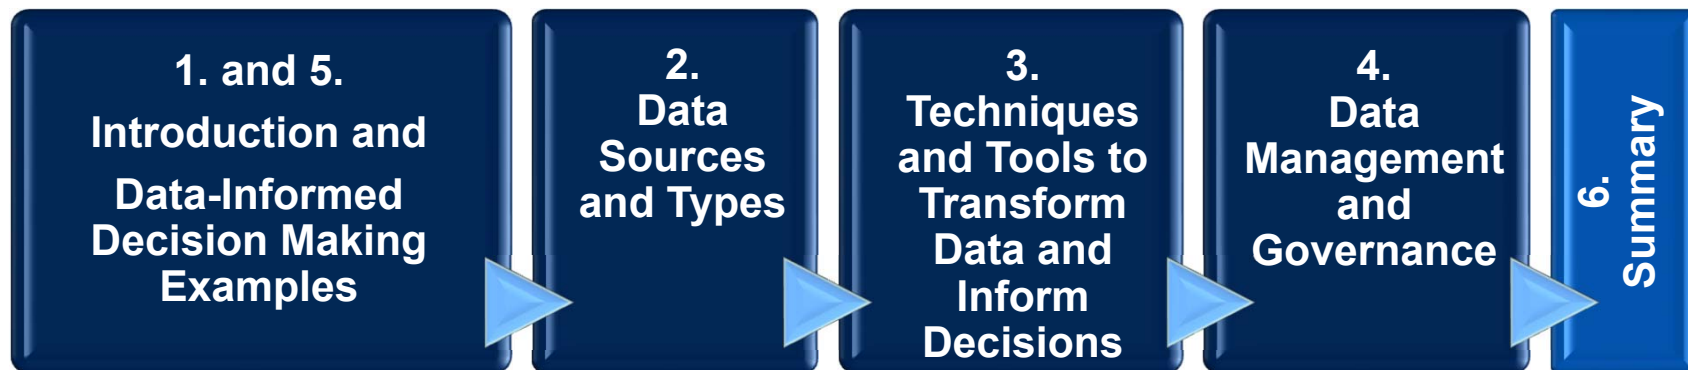 1. and 5.
Introduction and
Data-Informed
Decision Making
Examples
2.
Data
Sources
and Types
3.
Techniques
and Tools to
Transform
Data and
Inform
Decisions
4.
Data
Management
and
Governance
6.
Summary